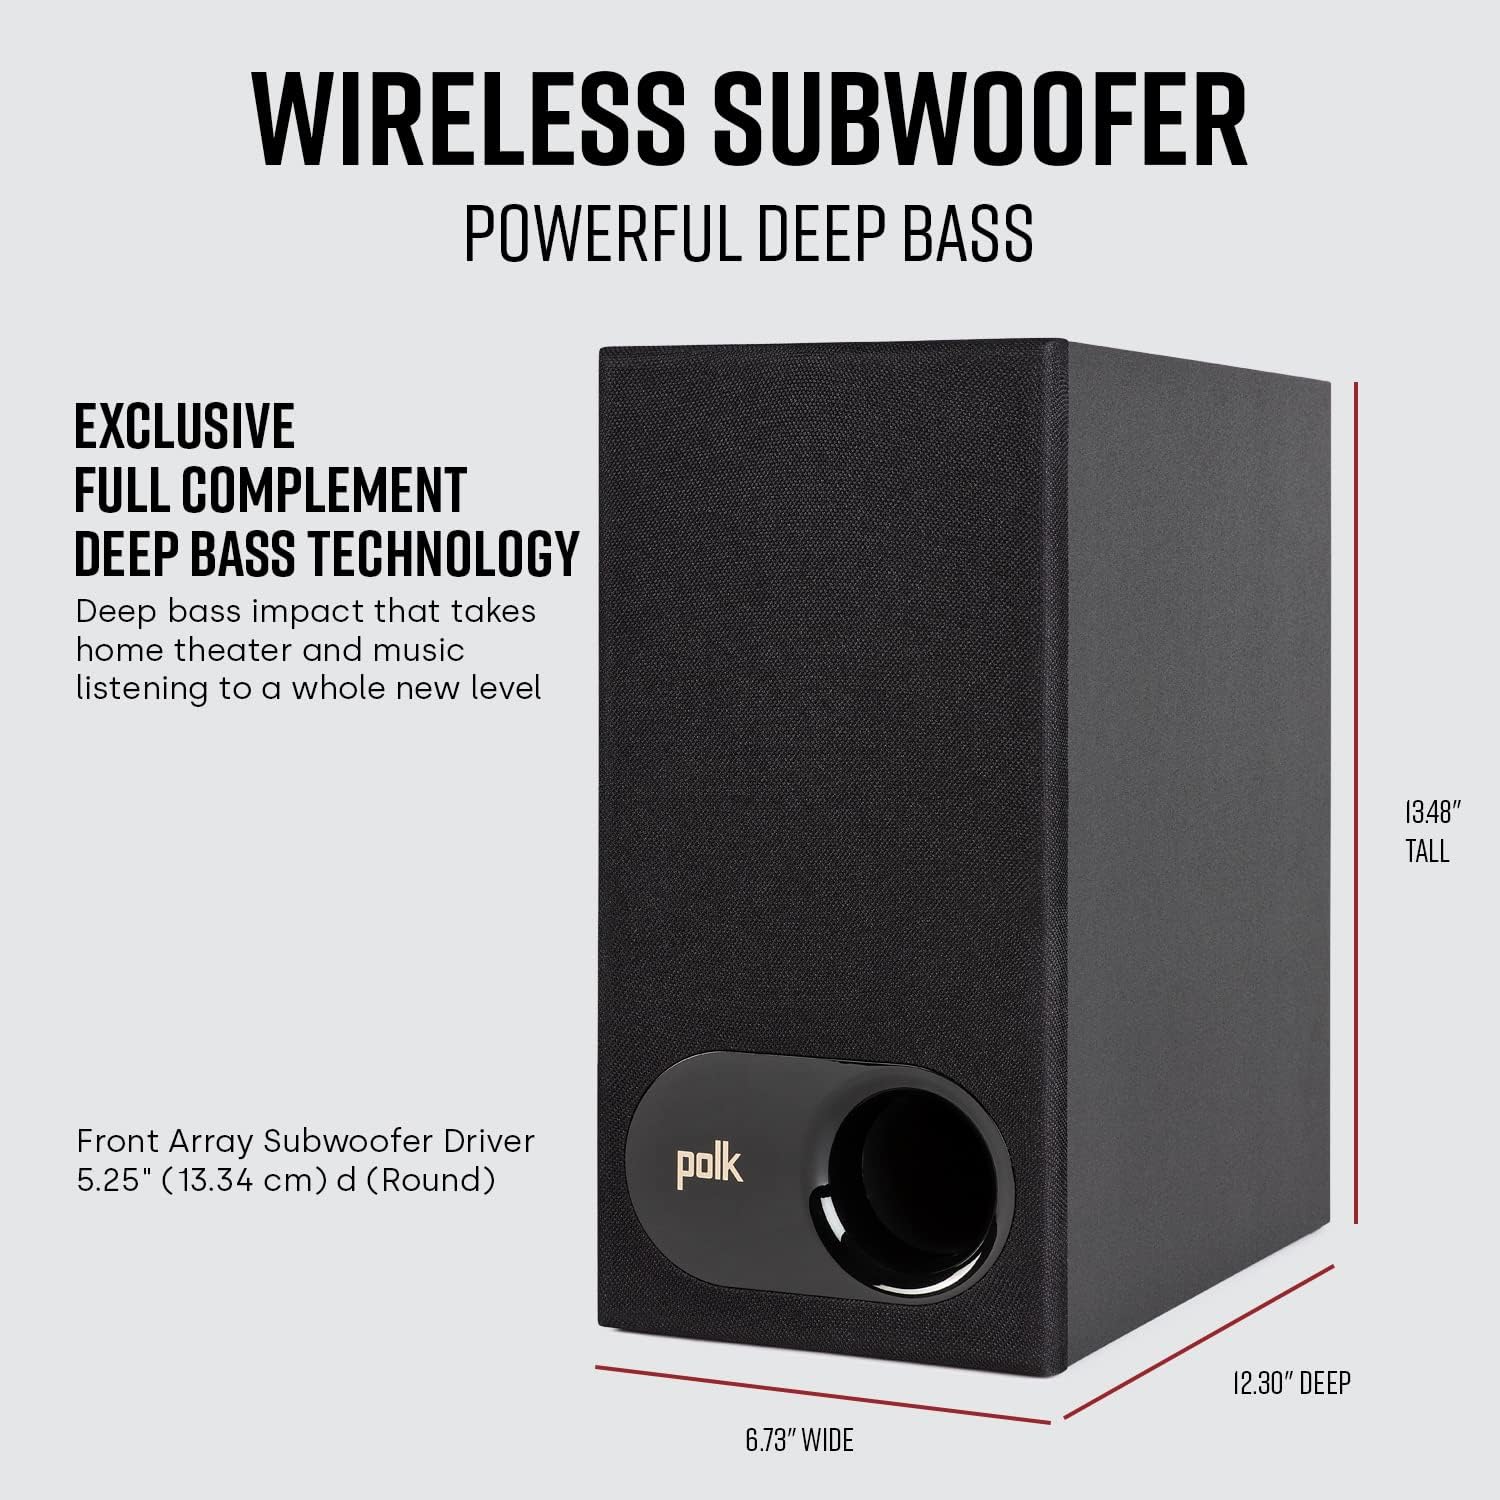 WIRELESS SUBWOOFER
POWERFUL DEEP BASS
EXCLUSIVE
FULL COMPLEMENT
DEEP BASS TECHNOLOGY
Deep bass impact that takes
home theater and music
listening to a whole new level
13.48"
TALL
Front Array Subwoofer Driver
5.25" (13.34 cm) d (Round)
polk
12.30" DEEP
6.73" WIDE